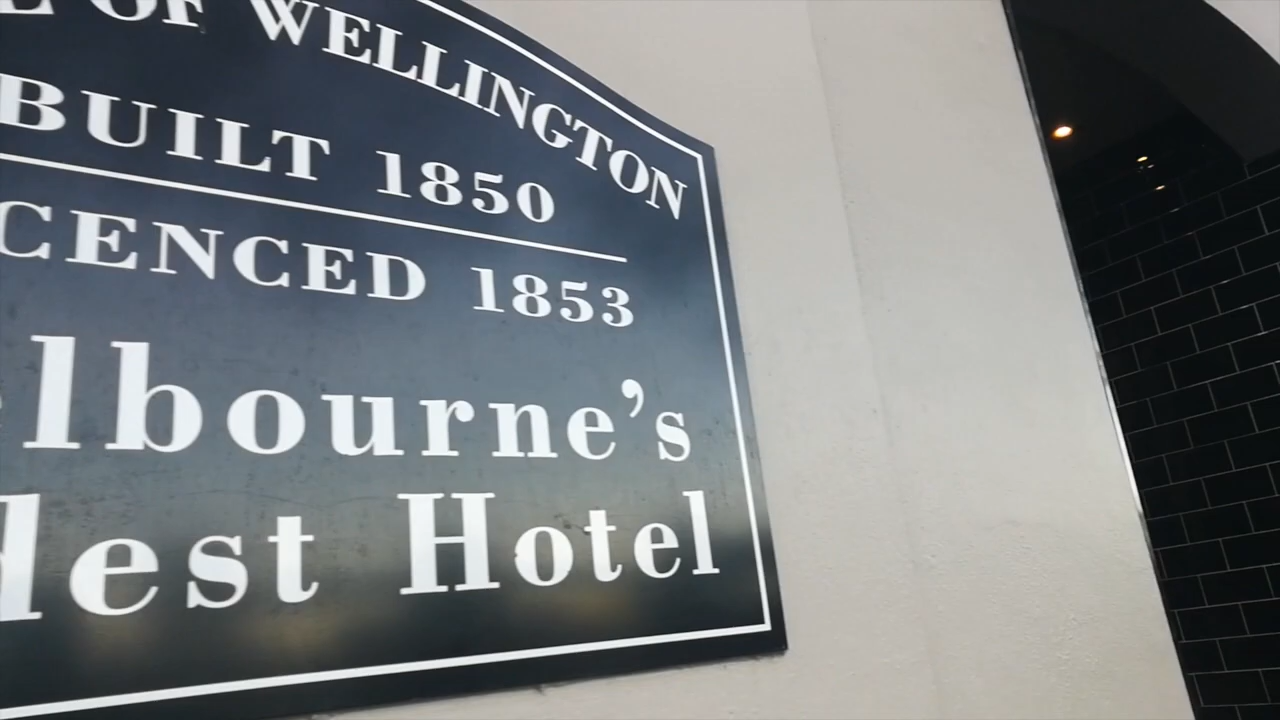 OF WELLINGTON
BUILT 1850
CENCED 1853
lbourne's
dest Hotel